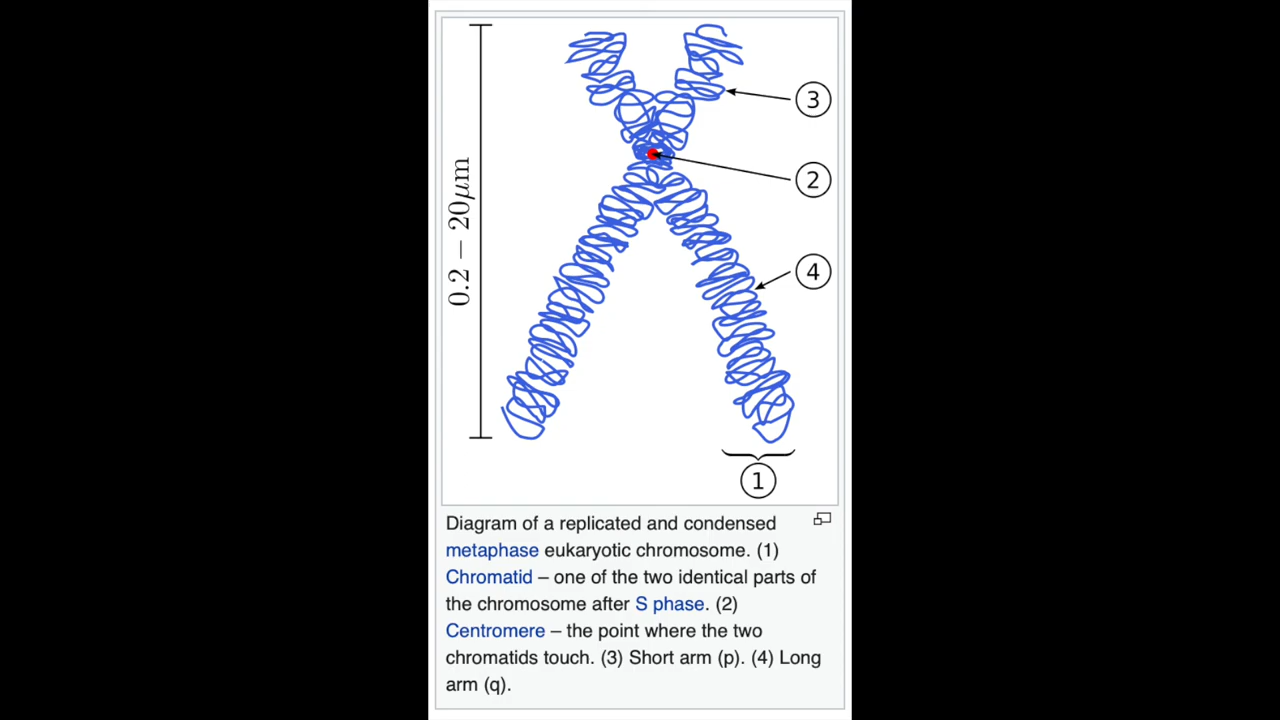 0.2 – 20μm
3
2
4
1
Diagram of a replicated and condensed
metaphase eukaryotic chromosome. (1)
Chromatid – one of the two identical parts of
the chromosome after S phase. (2)
Centromere – the point where the two
chromatids touch. (3) Short arm (p). (4) Long
arm (q).